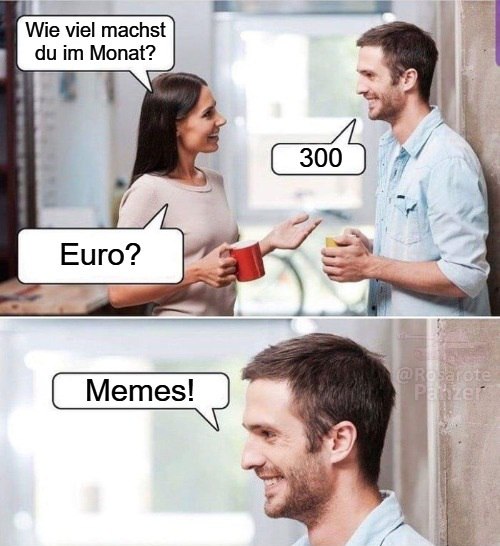 Wie viel machst
du im Monat?
300
Euro?
Memes!
@Rosarote
Panzer